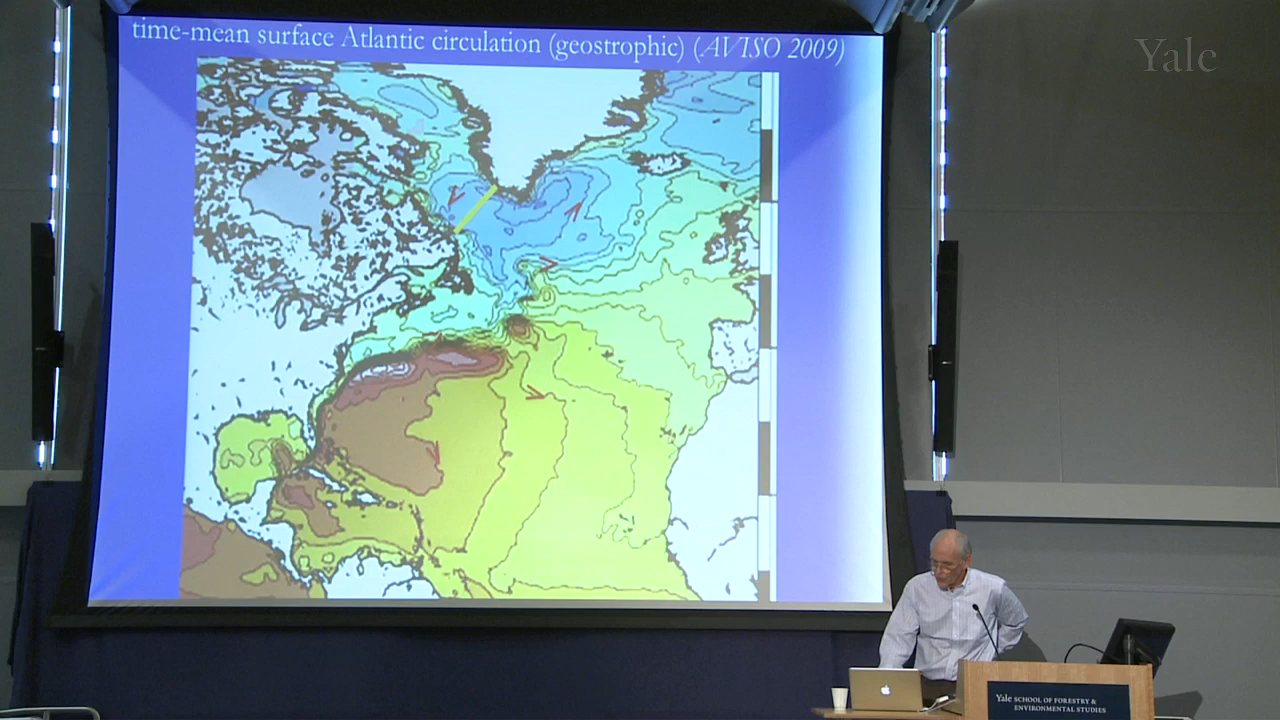 time-mean surface Atlantic circulation (geostrophic) (AVISO 2009)
Yale
Yale SCHOOL OF FORESTRY &
ENVIRONMENTAL STUDIES